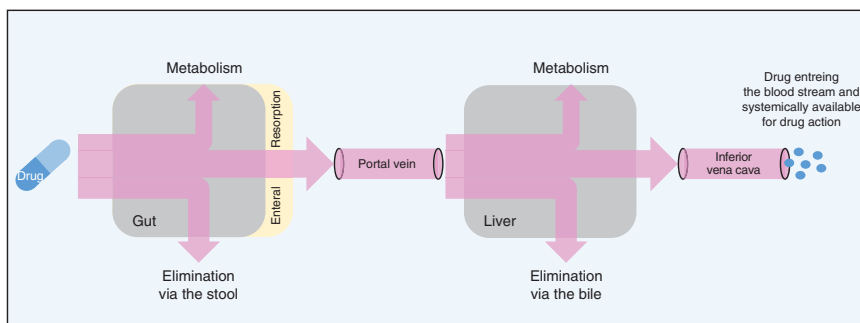 Metabolism
Drug
Gut
Enteral
Resorption
Elimination
via the stool
Portal vein
Metabolism
Liver
Elimination
via the bile
Inferior
vena cava
Drug entreing
the blood stream and
systemically available
for drug action